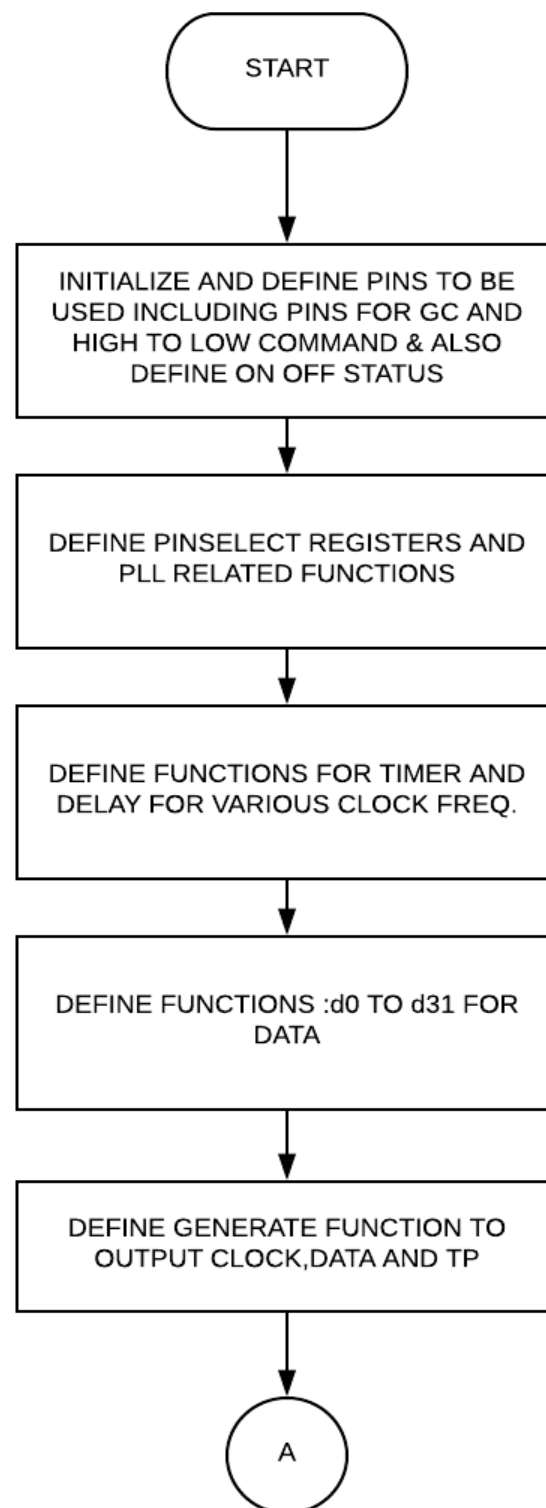 START
INITIALIZE AND DEFINE PINS TO BE
USED INCLUDING PINS FOR GC AND
HIGH TO LOW COMMAND & ALSO
DEFINE ON OFF STATUS
DEFINE PINSELECT REGISTERS AND
PLL RELATED FUNCTIONS
DEFINE FUNCTIONS FOR TIMER AND
DELAY FOR VARIOUS CLOCK FREQ.
DEFINE FUNCTIONS :d0 TO d31 FOR
DATA
DEFINE GENERATE FUNCTION TO
OUTPUT CLOCK,DATA AND TP
A